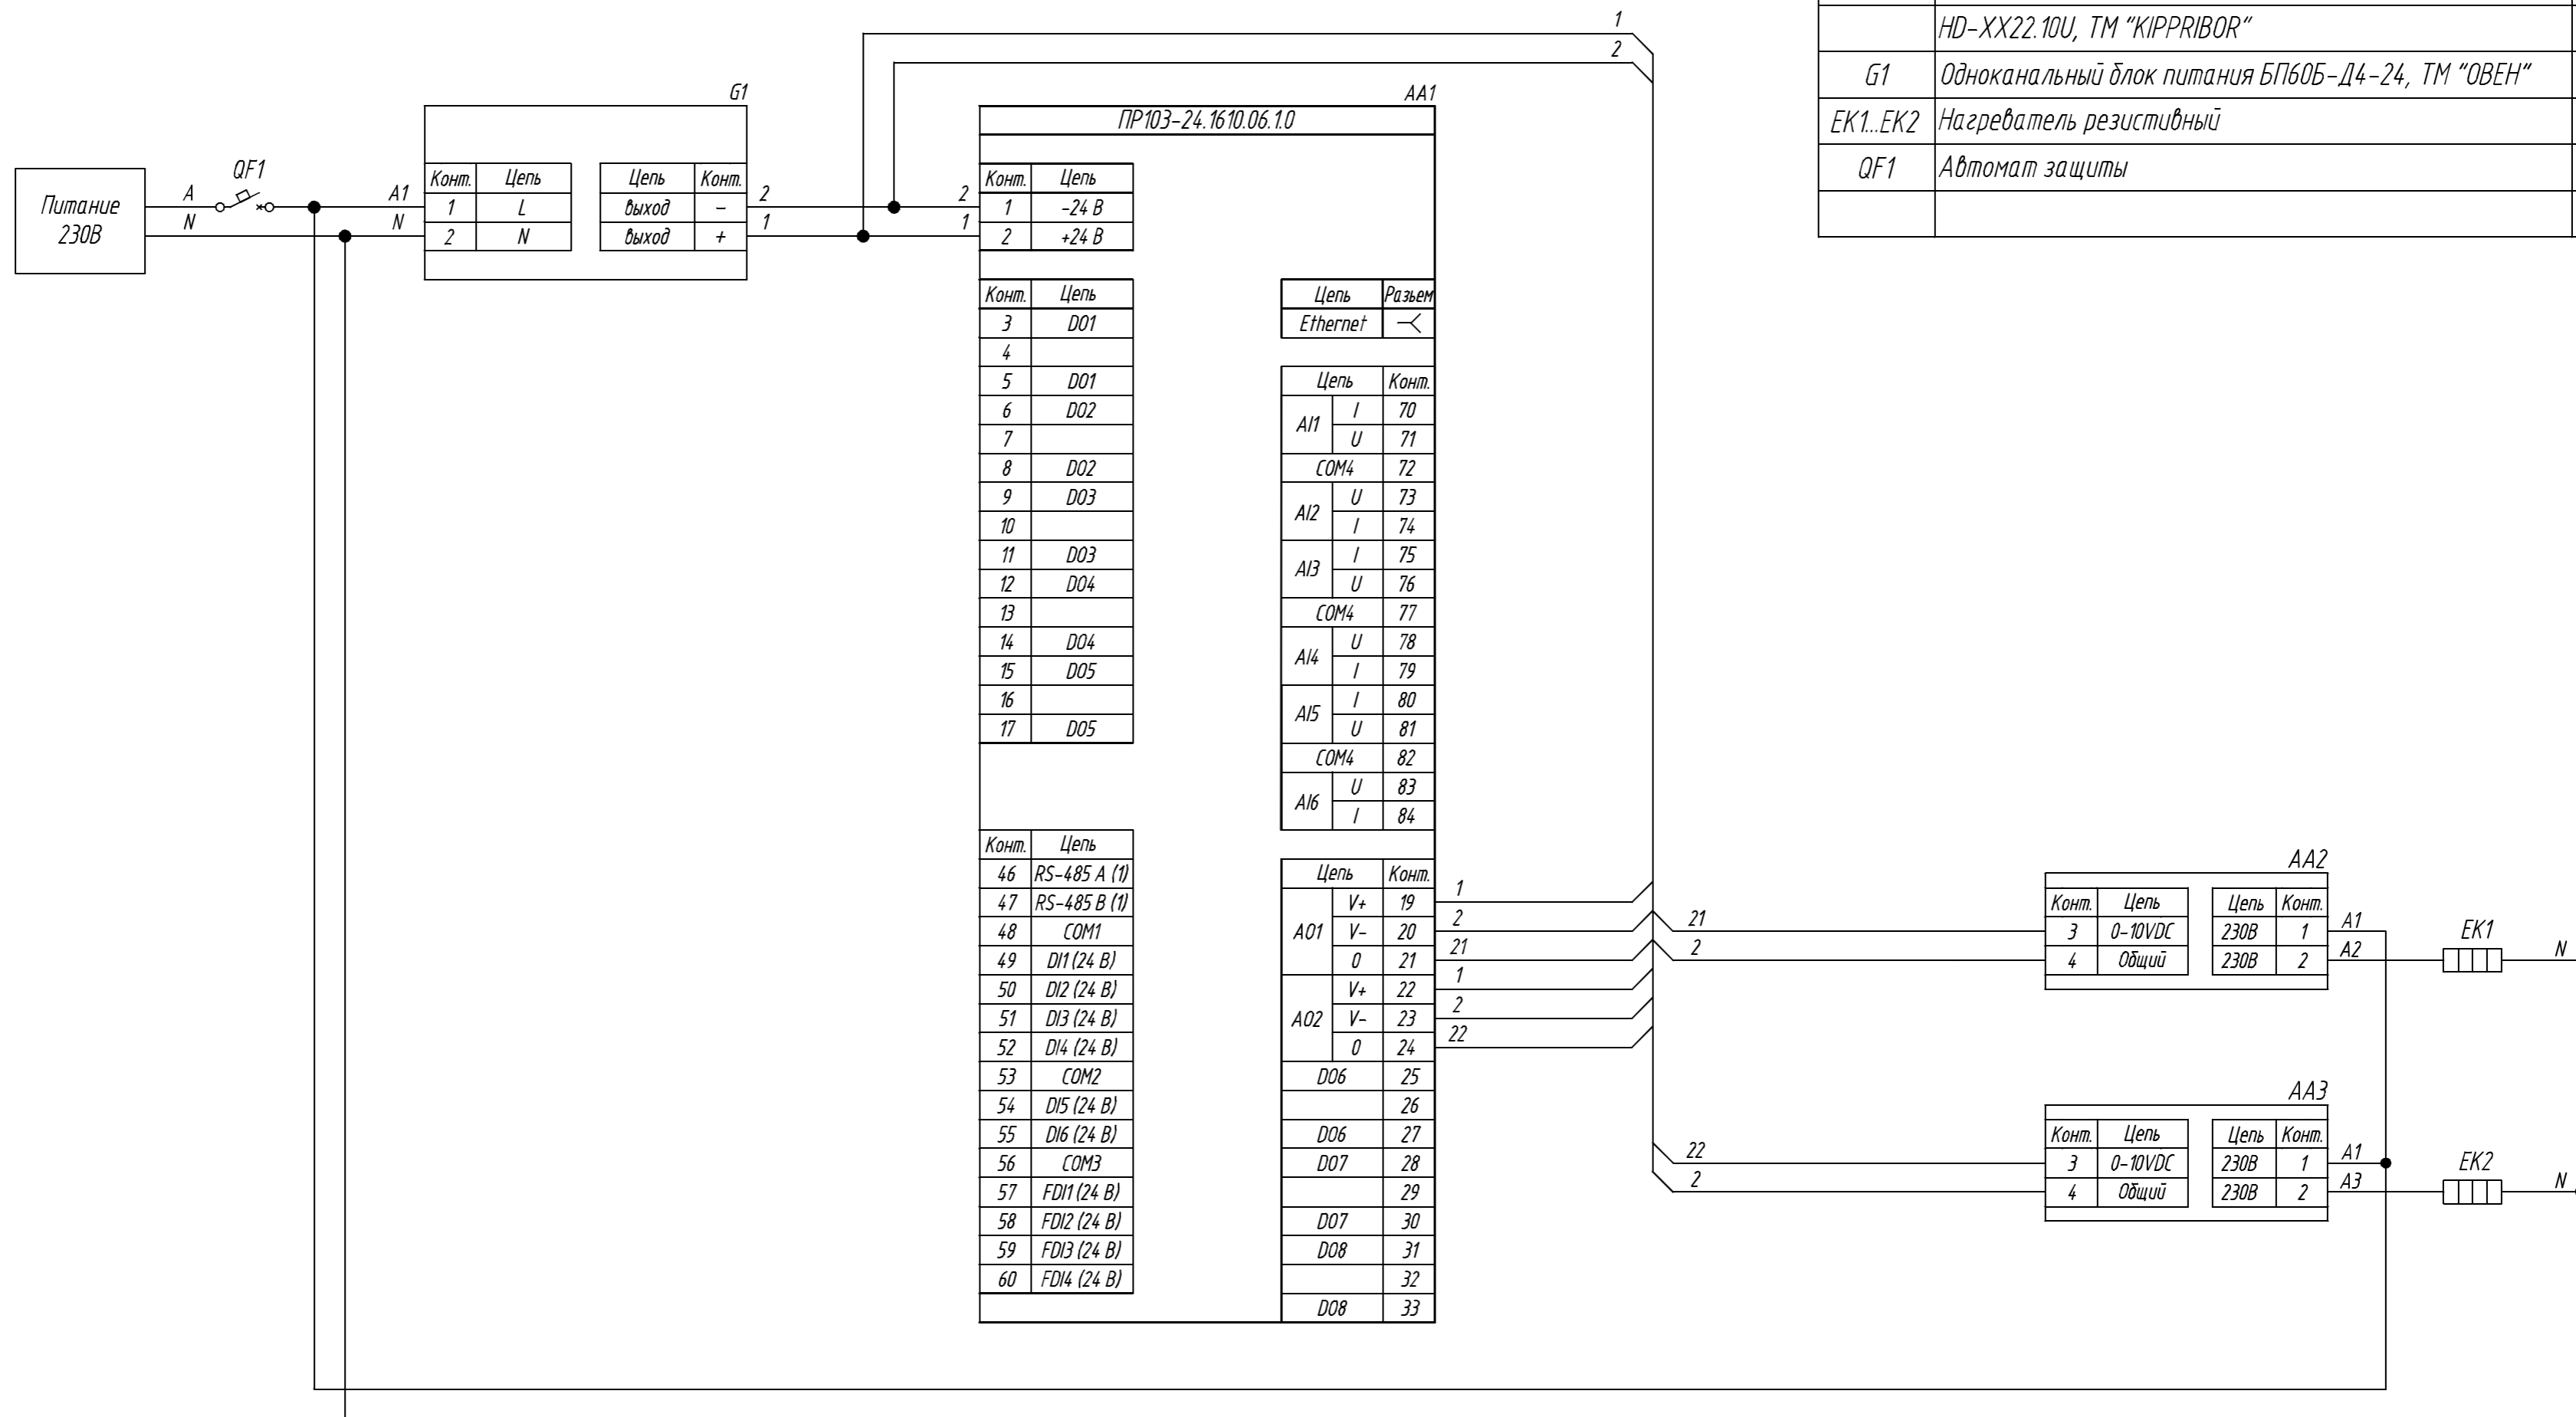 HD-XX22.10U, ТМ "KIPPRIBOR"
G1 Одноканальный блок питания БП60Б-Д4-24, ТМ "ОВЕН"
EK1...EK2 Нагреватель резистивный
QF1 Автомат защиты
1
2
Питание
230В
A
N
QF1
A1
N
G1
Конт. Цепь
1 L
2 N
Цепь Конт.
выход -
выход +
2
1
2
1
AA1
ПР103-24.1610.06.1.0
Конт. Цепь
1 -24 В
2 +24 В
Конт. Цепь
3 DO1
4
5 DO1
6 DO2
7
8 DO2
9 DO3
10
11 DO3
12 DO4
13
14 DO4
15 DO5
16
17 DO5
Конт. Цепь
46 RS-485 A (1)
47 RS-485 B (1)
48 COM1
49 DI1 (24 В)
50 DI2 (24 В)
51 DI3 (24 В)
52 DI4 (24 В)
53 COM2
54 DI5 (24 В)
55 DI6 (24 В)
56 COM3
57 FDI1 (24 В)
58 FDI2 (24 В)
59 FDI3 (24 В)
60 FDI4 (24 В)
Цепь Разьем
Ethernet
Цепь Конт.
AI1 I 70
U 71
COM4 72
AI2 U 73
I 74
AI3 I 75
U 76
COM4 77
AI4 U 78
I 79
AI5 I 80
U 81
COM4 82
AI6 U 83
I 84
Цепь Конт.
AO1 V+ 19 1
V- 20 2
0 21 21
AO2 V+ 22 1
V- 23 2
0 24 22
DO6 25
26
DO6 27
DO7 28
29
DO7 30
DO8 31
32
DO8 33
21
2
AA2
Конт. Цепь
3 0-10VDC
4 Общий
Цепь Конт.
230В 1 A1
230В 2 A2
EK1
N
22
2
AA3
Конт. Цепь
3 0-10VDC
4 Общий
Цепь Конт.
230В 1 A1
230В 2 A3
EK2
N